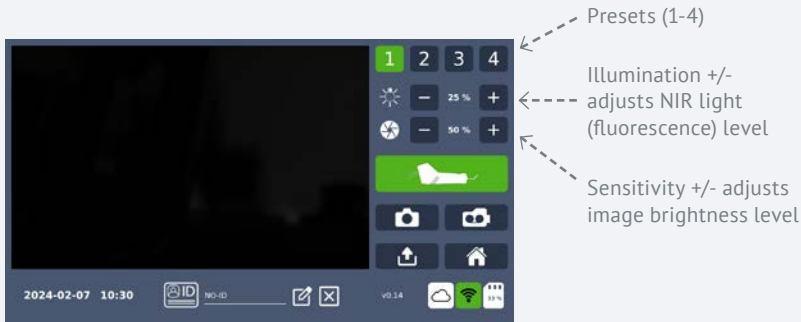 Presets (1-4)
1 2 3 4
Illumination +/-
adjusts NIR light
(fluorescence) level
25 %
50 %
Sensitivity +/- adjusts
image brightness level
2024-02-07 10:30
ID
NO-ID
v0.14
33 %